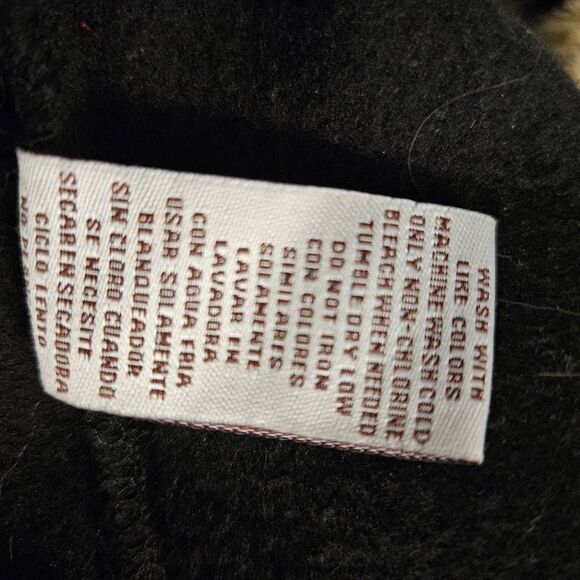 WASH WITH
LIKE COLORS
MACHINE WASH COLD
ONLY NON-CHLORINE
BLEACH WHEN NEEDED
TUMBLE DRY LOW
DO NOT IRON
CON COLORES
SIMILARES
SOLAMENTE
LAVAR EN
LAVADORA
CON AGUA FRIA
USAR SOLAMENTE
BLANQUEADOR
SIN CLORO CUANDO
SE NECISITE
SECAR EN SECADORA
CICLO LENTO
NO